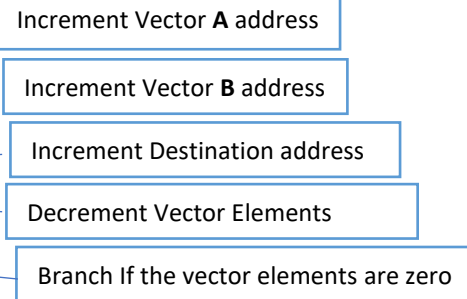 Increment Vector A address
Increment Vector B address
Increment Destination address
Decrement Vector Elements
Branch If the vector elements are zero